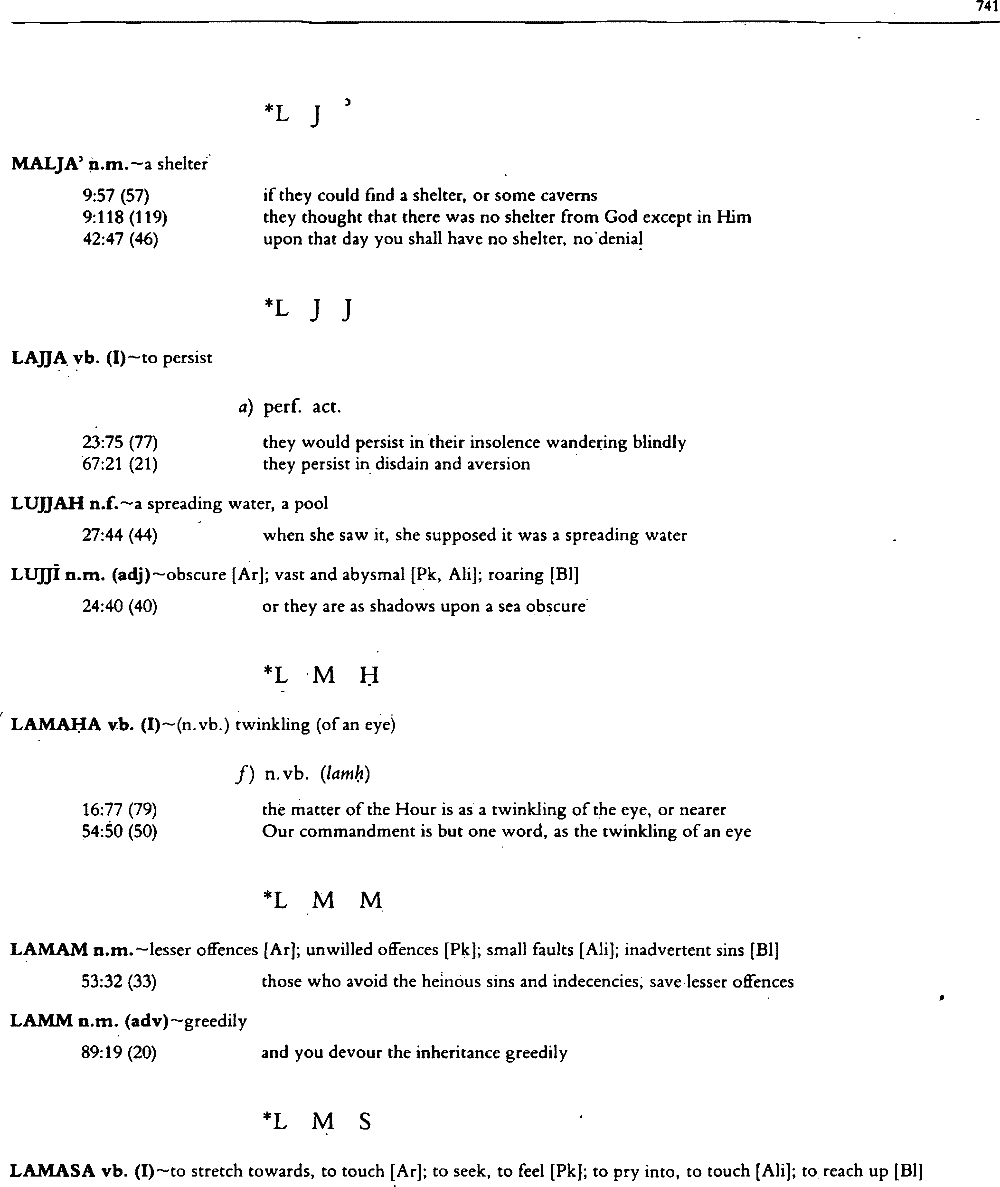 741
*L J ʾ
MALJAʾ n.m.~a shelter
9:57 (57) if they could find a shelter, or some caverns
9:118 (119) they thought that there was no shelter from God except in Him
42:47 (46) upon that day you shall have no shelter, no denial
*L J J
LAJJA vb. (I)~to persist
a) perf. act.
23:75 (77) they would persist in their insolence wandering blindly
67:21 (21) they persist in disdain and aversion
LUJJAH n.f.~a spreading water, a pool
27:44 (44) when she saw it, she supposed it was a spreading water
LUJJĪ n.m. (adj)~obscure [Ar]; vast and abysmal [Pk, Ali]; roaring [Bl]
24:40 (40) or they are as shadows upon a sea obscure
*L M Ḥ
LAMAḤA vb. (I)~(n.vb.) twinkling (of an eye)
f) n.vb. (lamḥ)
16:77 (79) the matter of the Hour is as a twinkling of the eye, or nearer
54:50 (50) Our commandment is but one word, as the twinkling of an eye
*L M M
LAMAM n.m.~lesser offences [Ar]; unwilled offences [Pk]; small faults [Ali]; inadvertent sins [Bl]
53:32 (33) those who avoid the heinous sins and indecencies, save lesser offences
LAMM n.m. (adv)~greedily
89:19 (20) and you devour the inheritance greedily
*L M S
LAMASA vb. (I)~to stretch towards, to touch [Ar]; to seek, to feel [Pk]; to pry into, to touch [Ali]; to reach up [Bl]